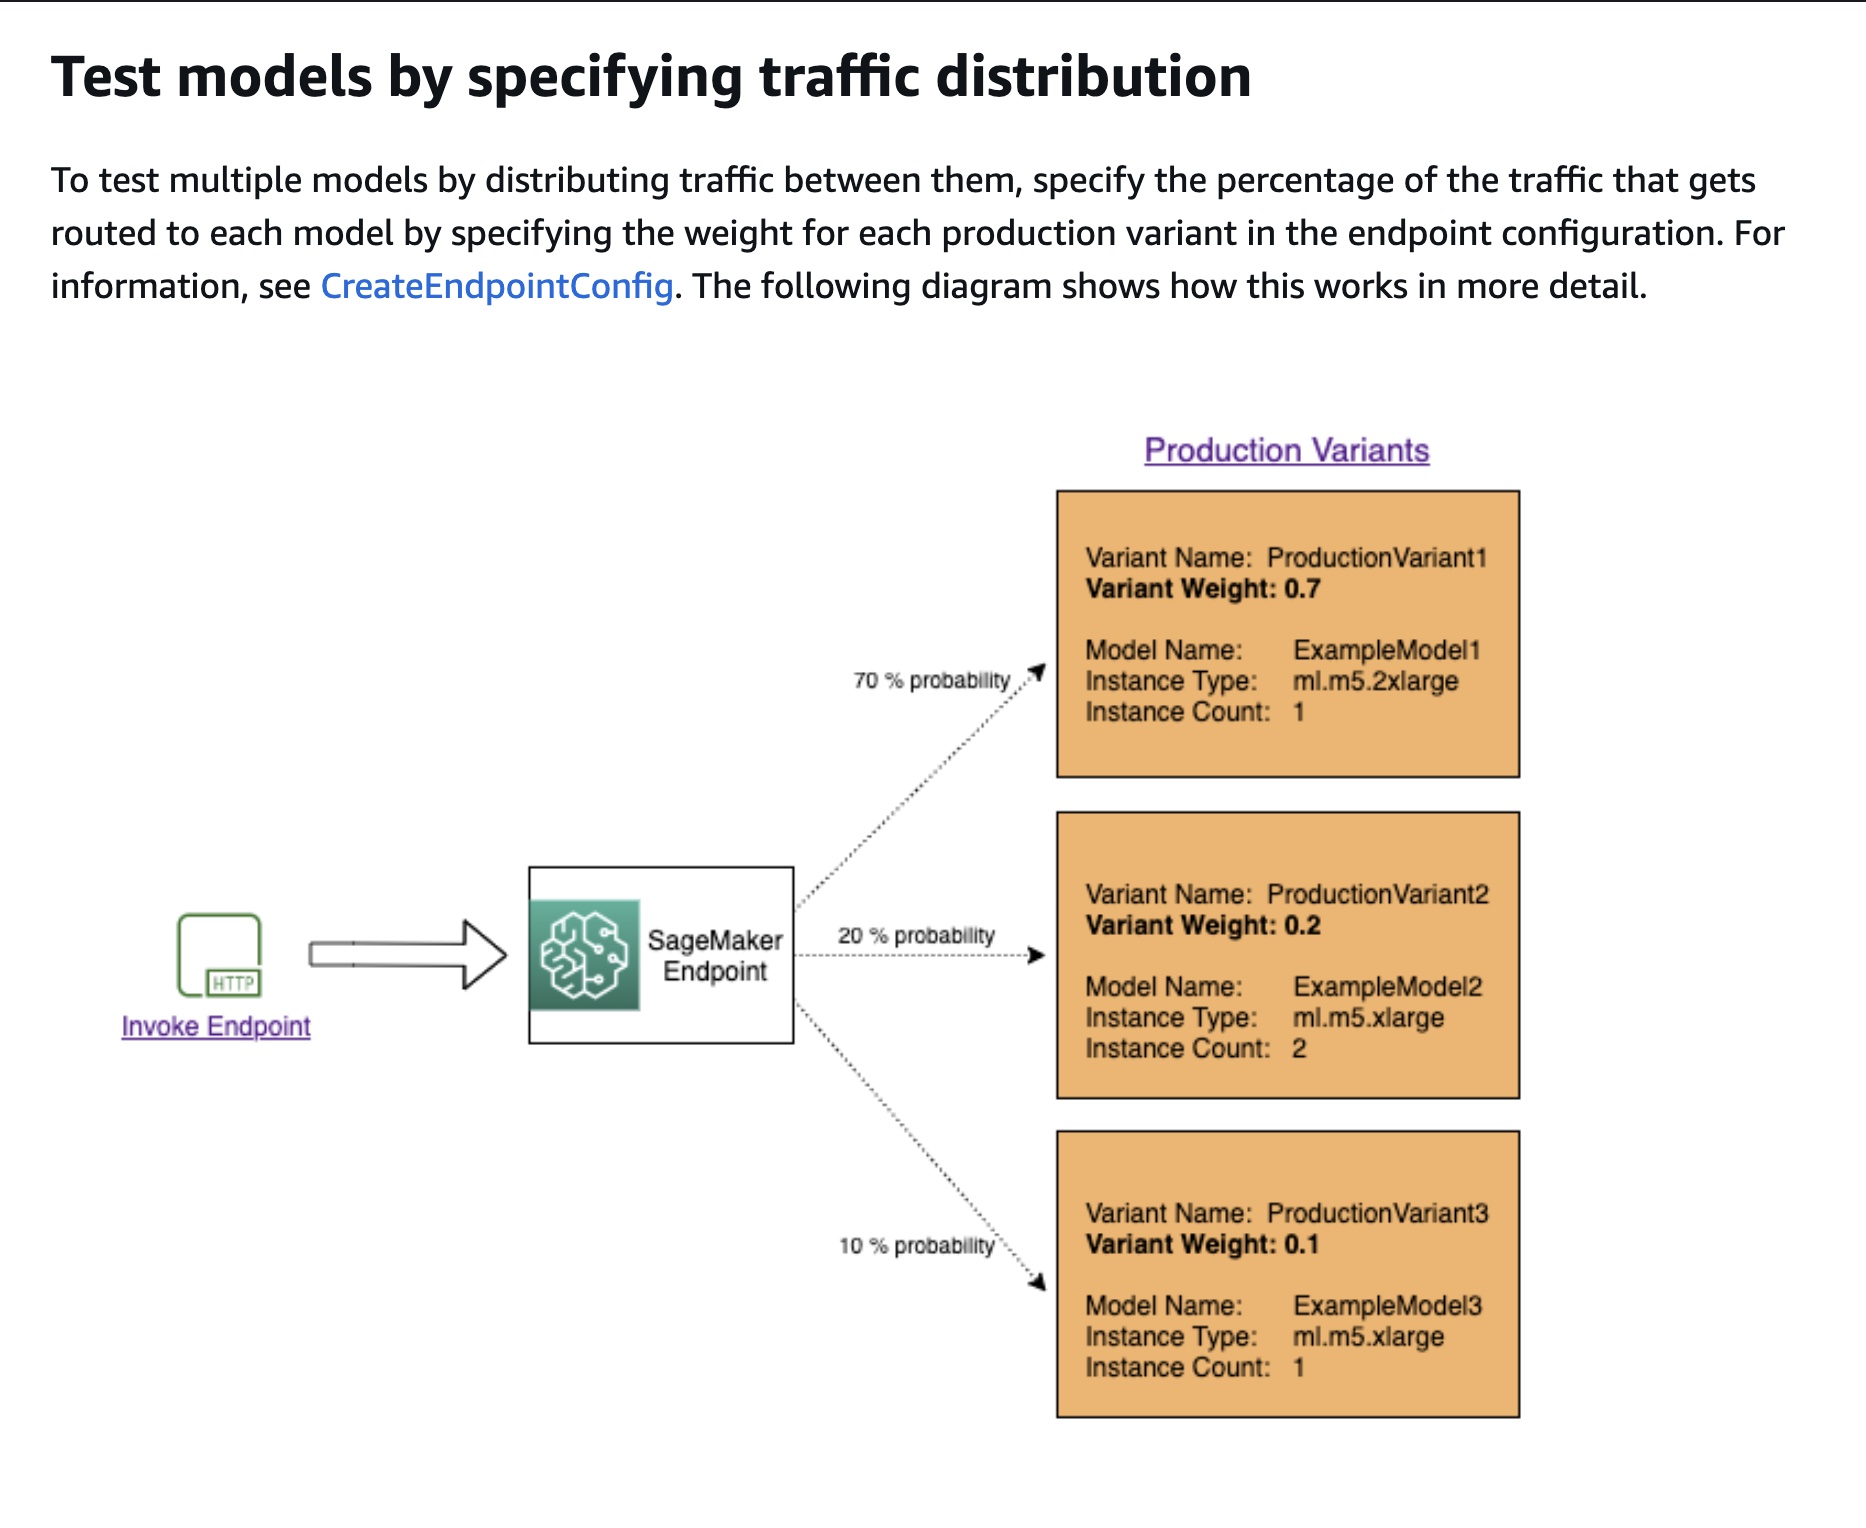 Test models by specifying traffic distribution
To test multiple models by distributing traffic between them, specify the percentage of the traffic that gets
routed to each model by specifying the weight for each production variant in the endpoint configuration. For
information, see CreateEndpointConfig. The following diagram shows how this works in more detail.
Production Variants
Variant Name: ProductionVariant1
Variant Weight: 0.7
Model Name: ExampleModel1
Instance Type: ml.m5.2xlarge
Instance Count: 1
70 % probability
Variant Name: ProductionVariant2
Variant Weight: 0.2
Model Name: ExampleModel2
Instance Type: ml.m5.xlarge
Instance Count: 2
20 % probability
SageMaker
Endpoint
HTTP
Invoke Endpoint
Variant Name: ProductionVariant3
Variant Weight: 0.1
Model Name: ExampleModel3
Instance Type: ml.m5.xlarge
Instance Count: 1
10 % probability